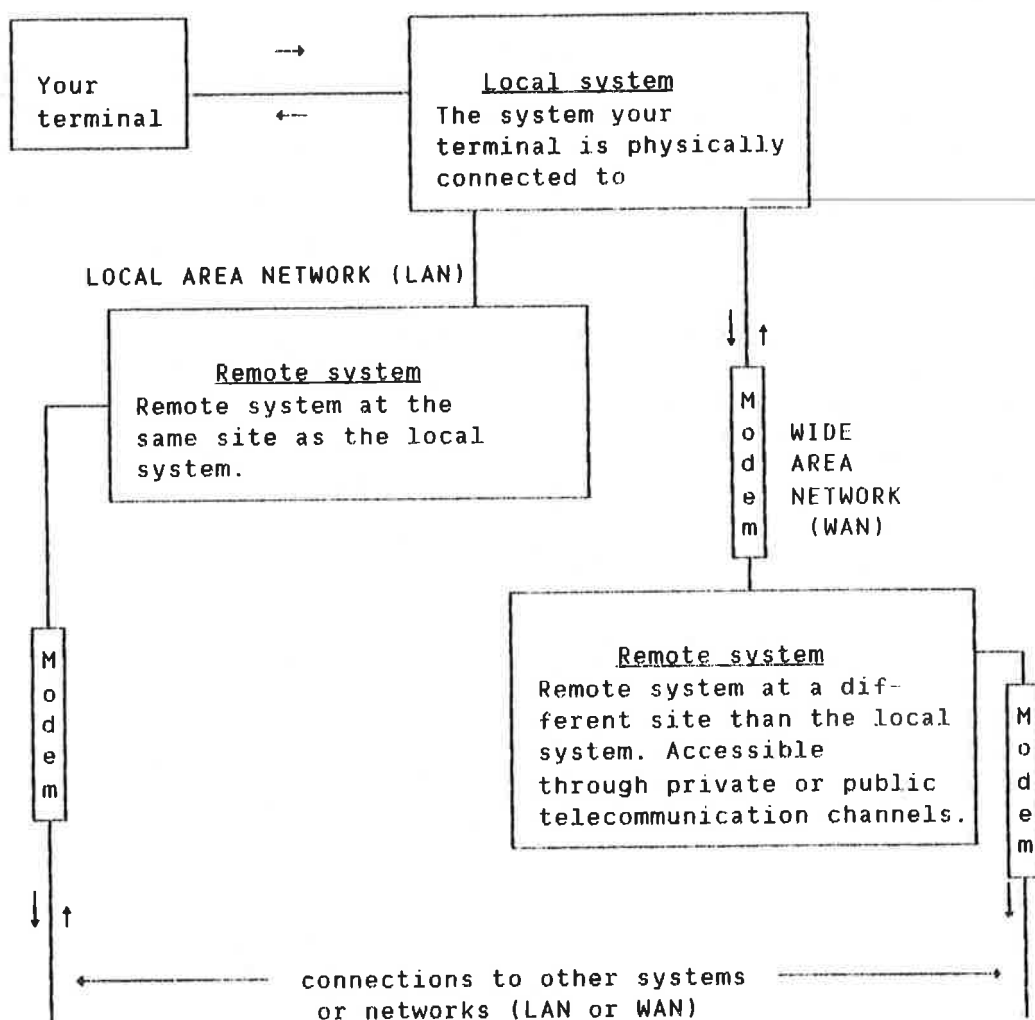 Your
terminal
Local system
The system your
terminal is physically
connected to
LOCAL AREA NETWORK (LAN)
Remote system
Remote system at the
same site as the local
system.
Modem
WIDE
AREA
NETWORK
(WAN)
Modem
Remote system
Remote system at a dif-
ferent site than the local
system. Accessible
through private or public
telecommunication channels.
Modem
connections to other systems
or networks (LAN or WAN)